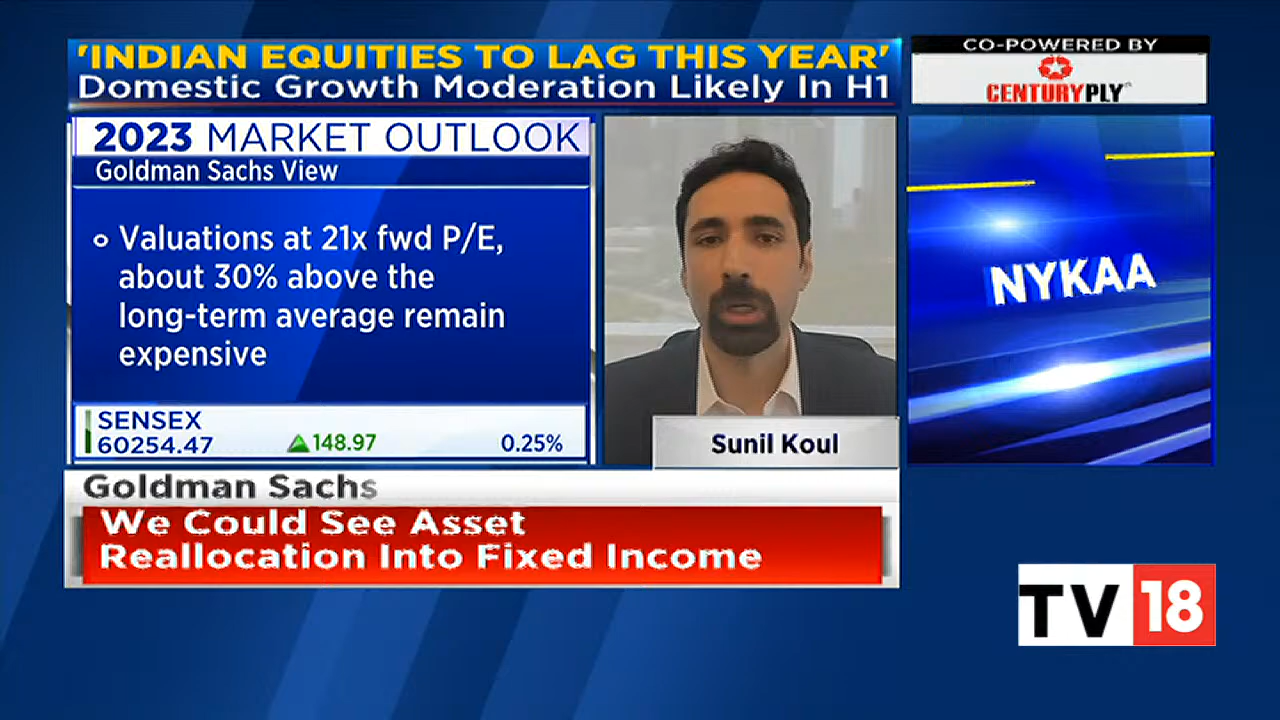 'INDIAN EQUITIES TO LAG THIS YEAR'
Domestic Growth Moderation Likely In H1
CO-POWERED BY
CENTURYPLY
2023 MARKET OUTLOOK
Goldman Sachs View
Valuations at 21x fwd P/E,
about 30% above the
long-term average remain
expensive
NYKAA
SENSEX
60254.47 148.97 0.25%
Sunil Koul
Goldman Sachs
We Could See Asset
Reallocation Into Fixed Income
TV 18